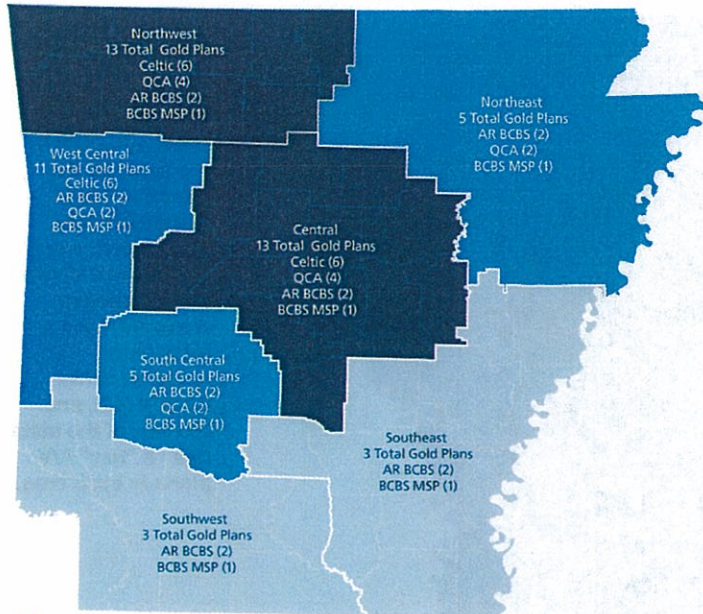 Northwest
13 Total Gold Plans
Celtic (6)
QCA (4)
AR BCBS (2)
BCBS MSP (1)
Northeast
5 Total Gold Plans
AR BCBS (2)
QCA (2)
BCBS MSP (1)
West Central
11 Total Gold Plans
Celtic (6)
AR BCBS (2)
QCA (2)
BCBS MSP (1)
Central
13 Total Gold Plans
Celtic (6)
QCA (4)
AR BCBS (2)
BCBS MSP (1)
South Central
5 Total Gold Plans
AR BCBS (2)
QCA (2)
BCBS MSP (1)
Southeast
3 Total Gold Plans
AR BCBS (2)
BCBS MSP (1)
Southwest
3 Total Gold Plans
AR BCBS (2)
BCBS MSP (1)